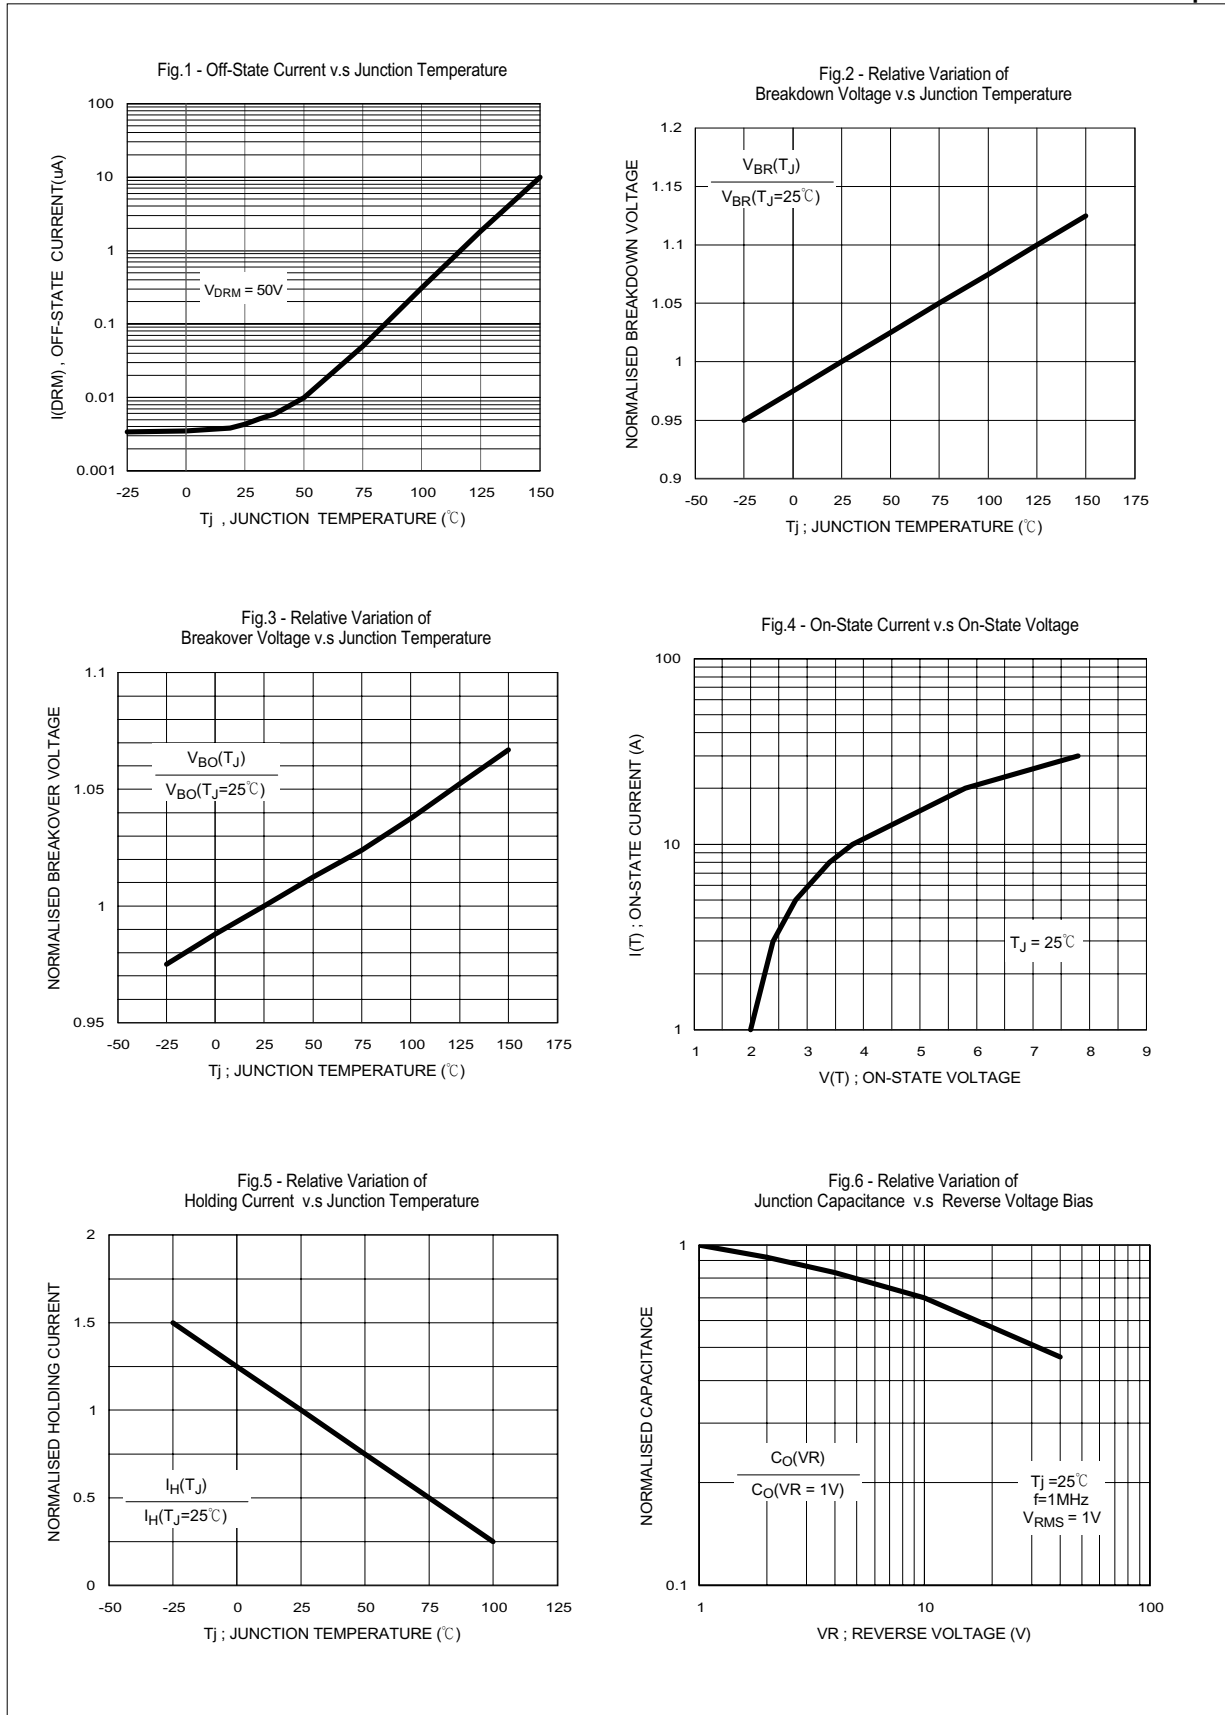 Fig.1 - Off-State Current v.s Junction Temperature
100
10
1
0.1
0.01
0.001
I(DRM) , OFF-STATE CURRENT(uA)
VDRM = 50V
-25 0 25 50 75 100 125 150
Tj , JUNCTION TEMPERATURE (℃)
Fig.2 - Relative Variation of
Breakdown Voltage v.s Junction Temperature
1.2
1.15
1.1
1.05
1
0.95
0.9
NORMALISED BREAKDOWN VOLTAGE
VBR(TJ)
VBR(TJ=25℃)
-50 -25 0 25 50 75 100 125 150 175
Tj ; JUNCTION TEMPERATURE (℃)
Fig.3 - Relative Variation of
Breakover Voltage v.s Junction Temperature
1.1
1.05
1
0.95
NORMALISED BREAKOVER VOLTAGE
VBO(TJ)
VBO(TJ=25℃)
-50 -25 0 25 50 75 100 125 150 175
Tj ; JUNCTION TEMPERATURE (℃)
Fig.4 - On-State Current v.s On-State Voltage
100
10
1
I(T) ; ON-STATE CURRENT (A)
TJ = 25℃
1 2 3 4 5 6 7 8 9
V(T) ; ON-STATE VOLTAGE
Fig.5 - Relative Variation of
Holding Current v.s Junction Temperature
2
1.5
1
0.5
0
NORMALISED HOLDING CURRENT
IH(TJ)
IH(TJ=25℃)
-50 -25 0 25 50 75 100 125
Tj ; JUNCTION TEMPERATURE (℃)
Fig.6 - Relative Variation of
Junction Capacitance v.s Reverse Voltage Bias
1
0.1
NORMALISED CAPACITANCE
CO(VR)
CO(VR = 1V)
Tj =25℃
f=1MHz
VRMS = 1V
1 10 100
VR ; REVERSE VOLTAGE (V)